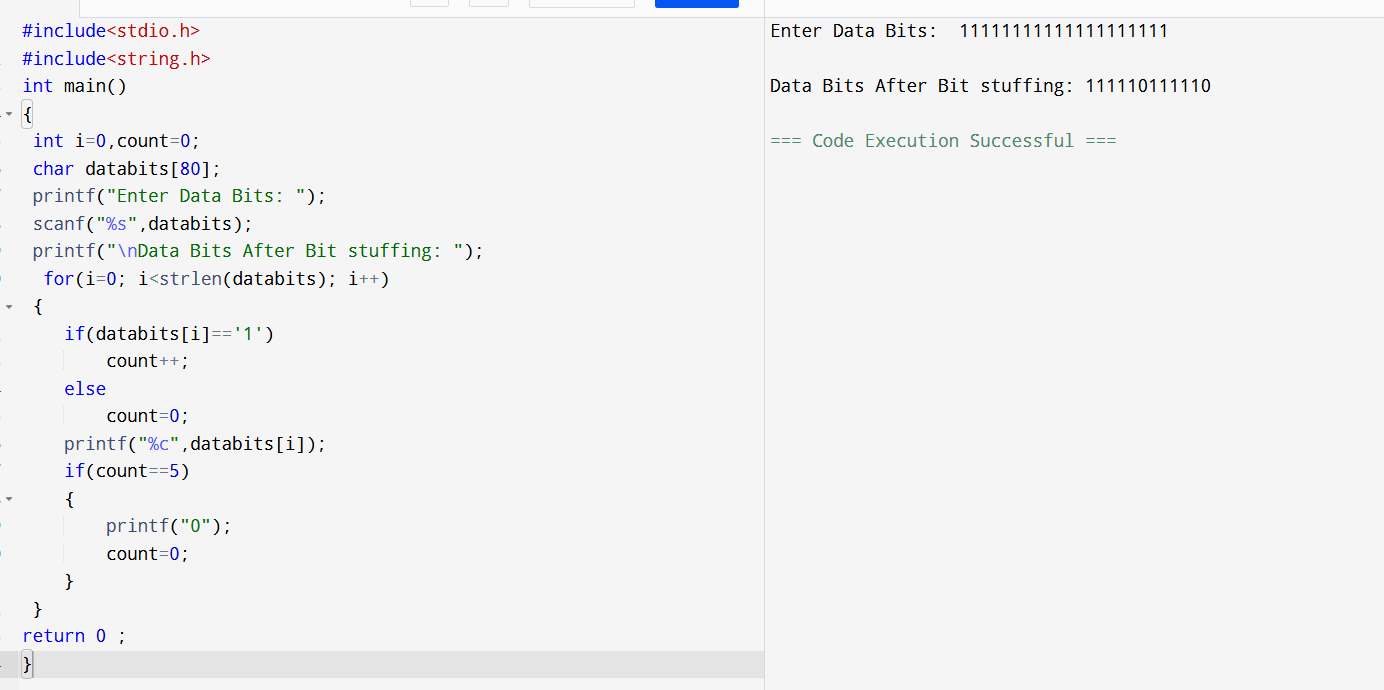 #include<stdio.h>
#include<string.h>
int main()
{
 int i=0,count=0;
 char databits[80];
 printf("Enter Data Bits: ");
 scanf("%s",databits);
 printf("\nData Bits After Bit stuffing: ");
  for(i=0; i<strlen(databits); i++)
 {
    if(databits[i]=='1')
        count++;
    else
        count=0;
    printf("%c",databits[i]);
    if(count==5)
    {
        printf("0");
        count=0;
    }
 }
return 0 ;
}
Enter Data Bits:  11111111111111111111
Data Bits After Bit stuffing: 111110111110
=== Code Execution Successful ===